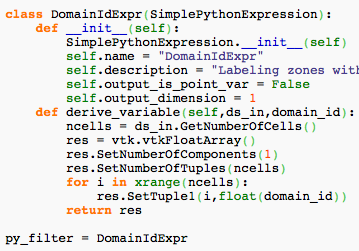 class DomainIdExpr(SimplePythonExpression):
    def __init__(self):
        SimplePythonExpression.__init__(self)
        self.name = "DomainIdExpr"
        self.description = "Labeling zones with
        self.output_is_point_var = False
        self.output_dimension = 1
    def derive_variable(self,ds_in,domain_id):
        ncells = ds_in.GetNumberOfCells()
        res = vtk.vtkFloatArray()
        res.SetNumberOfComponents(1)
        res.SetNumberOfTuples(ncells)
        for i in xrange(ncells):
            res.SetTuple1(i,float(domain_id))
        return res

py_filter = DomainIdExpr